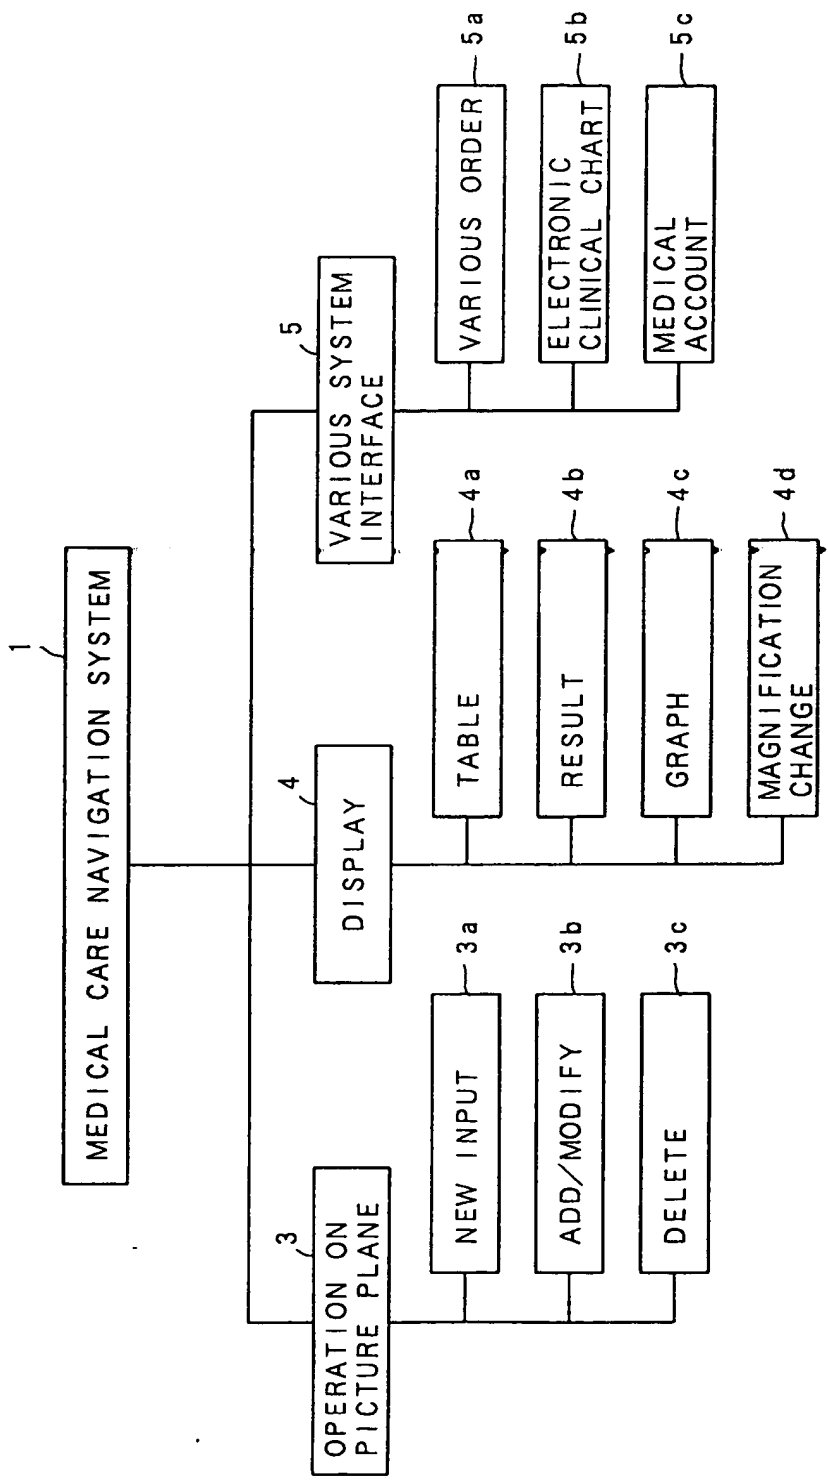 1
MEDICAL CARE NAVIGATION SYSTEM
3
OPERATION ON
PICTURE PLANE
NEW INPUT
3a
ADD/MODIFY
3b
DELETE
3c
4
DISPLAY
TABLE
4a
RESULT
4b
GRAPH
4c
MAGNIFICATION
CHANGE
4d
5
VARIOUS SYSTEM
INTERFACE
VARIOUS ORDER
5a
ELECTRONIC
CLINICAL CHART
5b
MEDICAL
ACCOUNT
5c